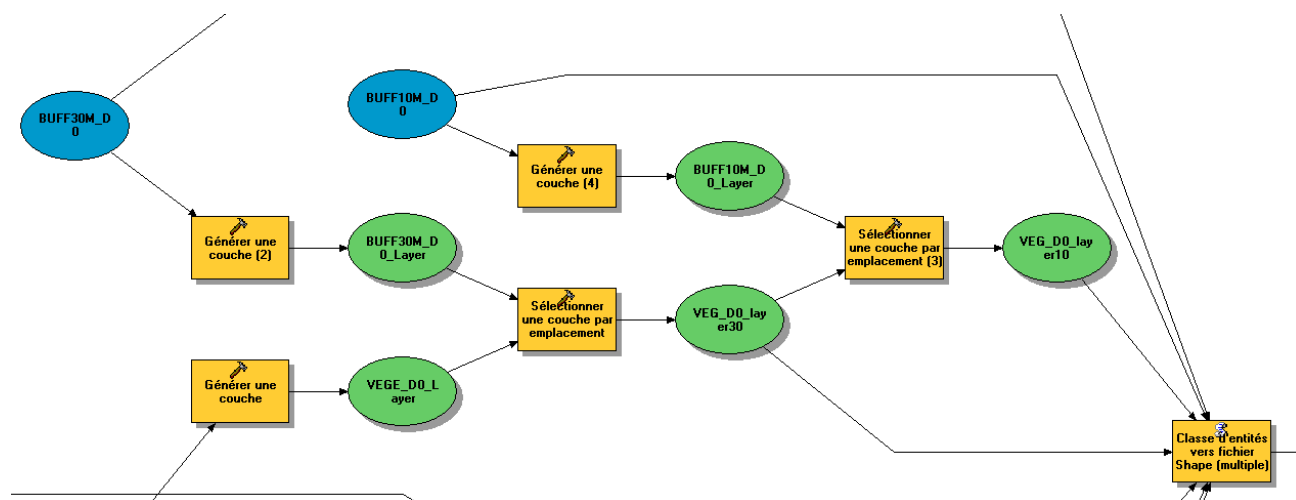 BUFF10M_D
0
BUFF30M_D
0
Générer une
couche (4)
BUFF10M_D
0_Layer
Générer une
couche (2)
BUFF30M_D
0_Layer
Sélectionner
une couche par
emplacement (3)
VEG_D0_lay
er10
Sélectionner
une couche par
emplacement
VEG_D0_lay
er30
Générer une
couche
VEGE_D0_L
ayer
Classe d'entités
vers fichier
Shape (multiple)